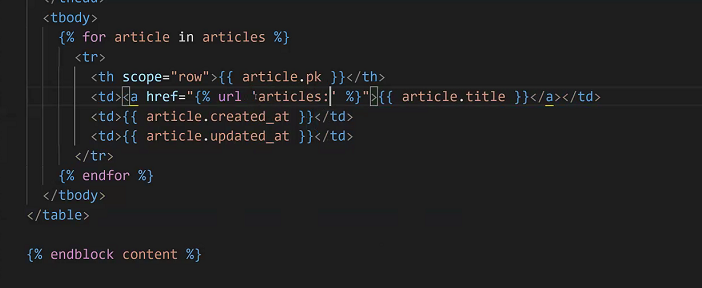 </thead>
<tbody>
{% for article in articles %}
<tr>
<th scope="row">{{ article.pk }}</th>
<td><a href="{% url 'articles:' %}">{{ article.title }}</a></td>
<td>{{ article.created_at }}</td>
<td>{{ article.updated_at }}</td>
</tr>
{% endfor %}
</tbody>
</table>
{% endblock content %}